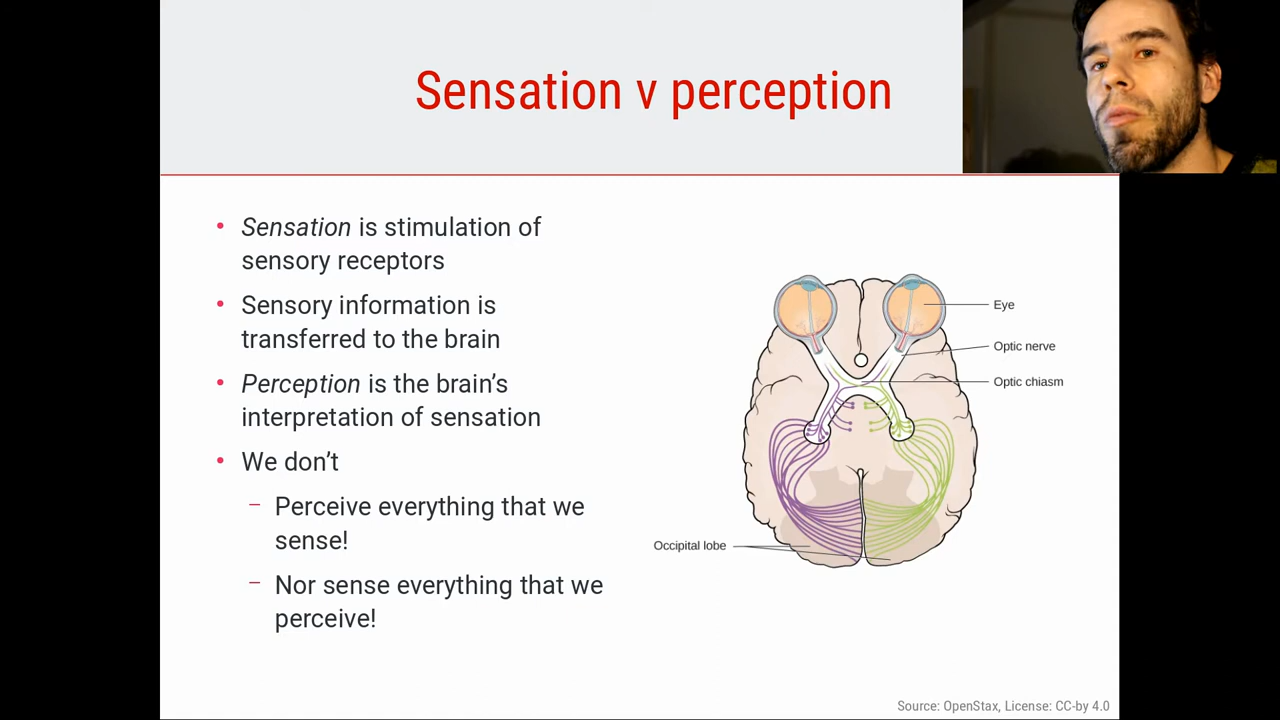 Sensation v perception
• Sensation is stimulation of
sensory receptors
• Sensory information is
transferred to the brain
• Perception is the brain’s
interpretation of sensation
• We don’t
– Perceive everything that we
sense!
– Nor sense everything that we
perceive!
Eye
Optic nerve
Optic chiasm
Occipital lobe
Source: OpenStax, License: CC-by 4.0